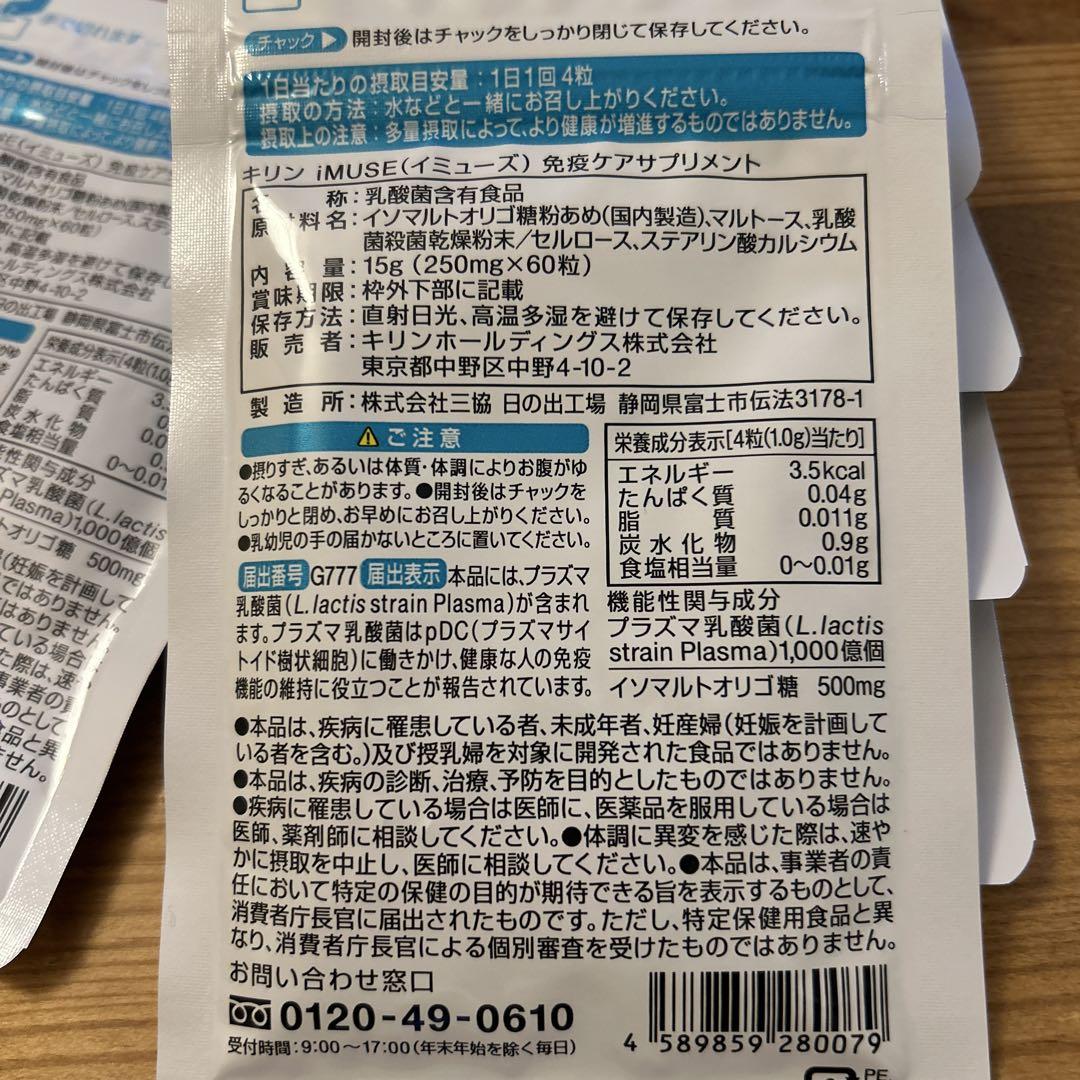 チャック 開封後はチャックをしっかり閉じて保存してください。
1日当たりの摂取目安量：1日1回4粒
摂取の方法：水などと一緒にお召し上がりください。
摂取上の注意：多量摂取によって、より健康が増進するものではありません。
キリン iMUSE(イミューズ) 免疫ケアサプリメント
名称：乳酸菌含有食品
原材料名：イソマルトオリゴ糖粉あめ(国内製造)、マルトース、乳酸
菌殺菌乾燥粉末／セルロース、ステアリン酸カルシウム
内容量：15g (250mg×60粒)
賞味期限：枠外下部に記載
保存方法：直射日光、高温多湿を避けて保存してください。
販売者：キリンホールディングス株式会社
東京都中野区中野4-10-2
製造所：株式会社三協 日の出工場 静岡県富士市伝法3178-1
⚠ご注意
●摂りすぎ、あるいは体質・体調によりお腹がゆ
るくなることがあります。●開封後はチャックを
しっかりと閉め、お早めにお召し上がりください。
●乳幼児の手の届かないところに置いてください。
届出番号 G777 届出表示 本品には、プラズマ
乳酸菌(L. lactis strain Plasma)が含まれ
ます。プラズマ乳酸菌はpDC(プラズマサイ
トイド樹状細胞)に働きかけ、健康な人の免疫
機能の維持に役立つことが報告されています。
栄養成分表示[4粒(1.0g)当たり]
エネルギー 3.5kcal
たんぱく質 0.04g
脂質 0.011g
炭水化物 0.9g
食塩相当量 0～0.01g
機能性関与成分
プラズマ乳酸菌(L. lactis
strain Plasma)1,000億個
イソマルトオリゴ糖 500mg
●本品は、疾病に罹患している者、未成年者、妊産婦(妊娠を計画して
いる者を含む。)及び授乳婦を対象に開発された食品ではありません。
●本品は、疾病の診断、治療、予防を目的としたものではありません。
●疾病に罹患している場合は医師に、医薬品を服用している場合は
医師、薬剤師に相談してください。●体調に異変を感じた際は、速や
かに摂取を中止し、医師に相談してください。●本品は、事業者の責
任において特定の保健の目的が期待できる旨を表示するものとして、
消費者庁長官に届出されたものです。ただし、特定保健用食品と異
なり、消費者庁長官による個別審査を受けたものではありません。
お問い合わせ窓口
0120-49-0610
受付時間：9:00～17:00(年末年始を除く毎日)
4 589859 280079
PE